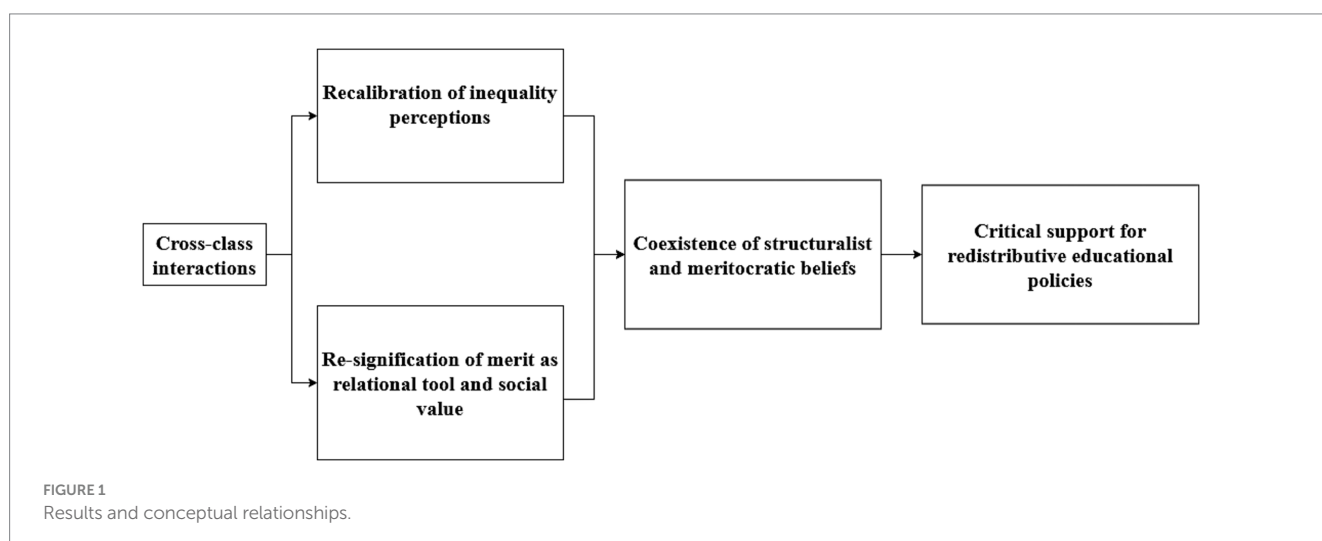 Recalibration of inequality
perceptions
Cross-class
interactions
Re-signification of merit as
relational tool and social
value
Coexistence of structuralist
and meritocratic beliefs
Critical support for
redistributive educational
policies
FIGURE 1
Results and conceptual relationships.